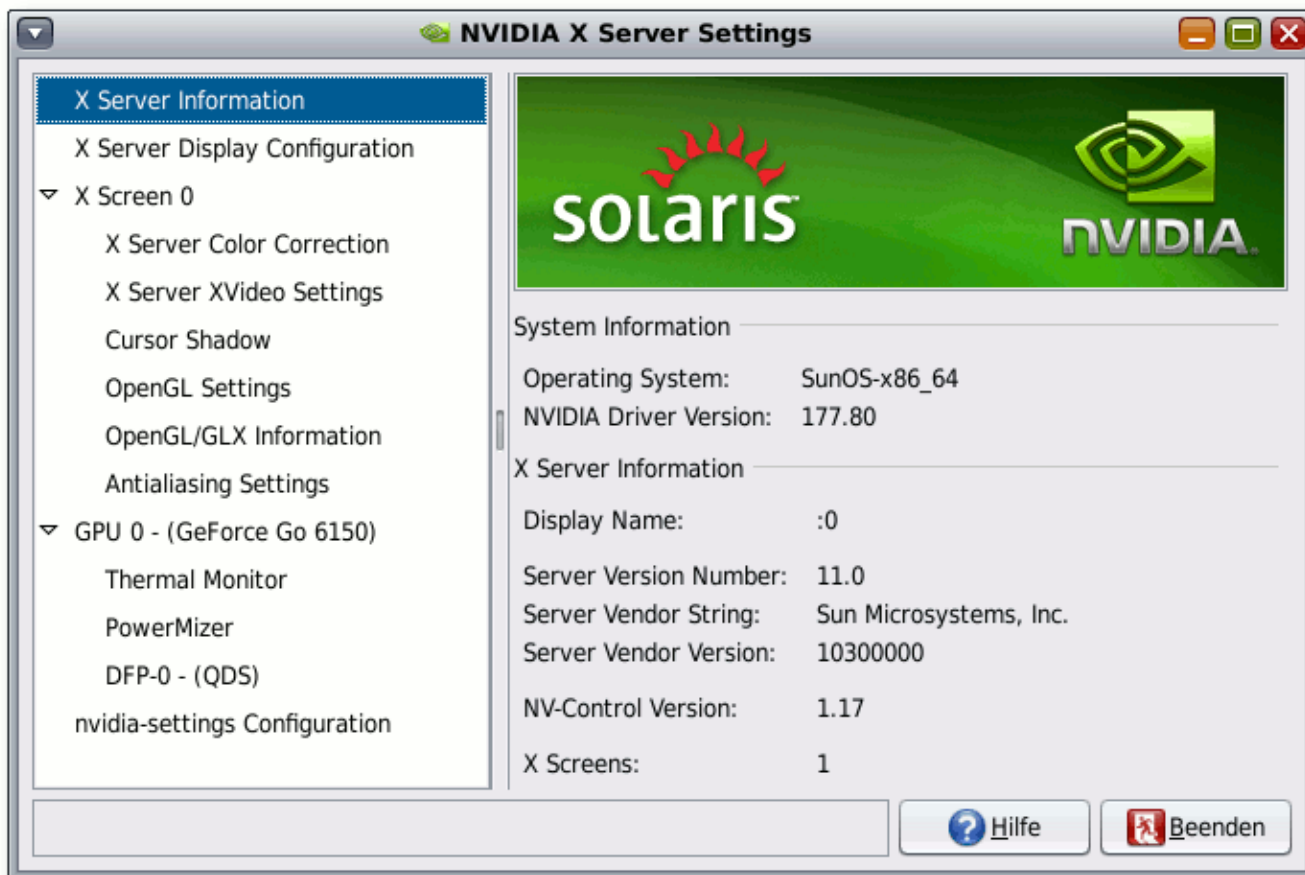 NVIDIA X Server Settings
X Server Information
X Server Display Configuration
X Screen 0
X Server Color Correction
X Server XVideo Settings
Cursor Shadow
OpenGL Settings
OpenGL/GLX Information
Antialiasing Settings
GPU 0 - (GeForce Go 6150)
Thermal Monitor
PowerMizer
DFP-0 - (QDS)
nvidia-settings Configuration
solaris™
NVIDIA.
System Information
Operating System: SunOS-x86_64
NVIDIA Driver Version: 177.80
X Server Information
Display Name: :0
Server Version Number: 11.0
Server Vendor String: Sun Microsystems, Inc.
Server Vendor Version: 10300000
NV-Control Version: 1.17
X Screens: 1
Hilfe
Beenden